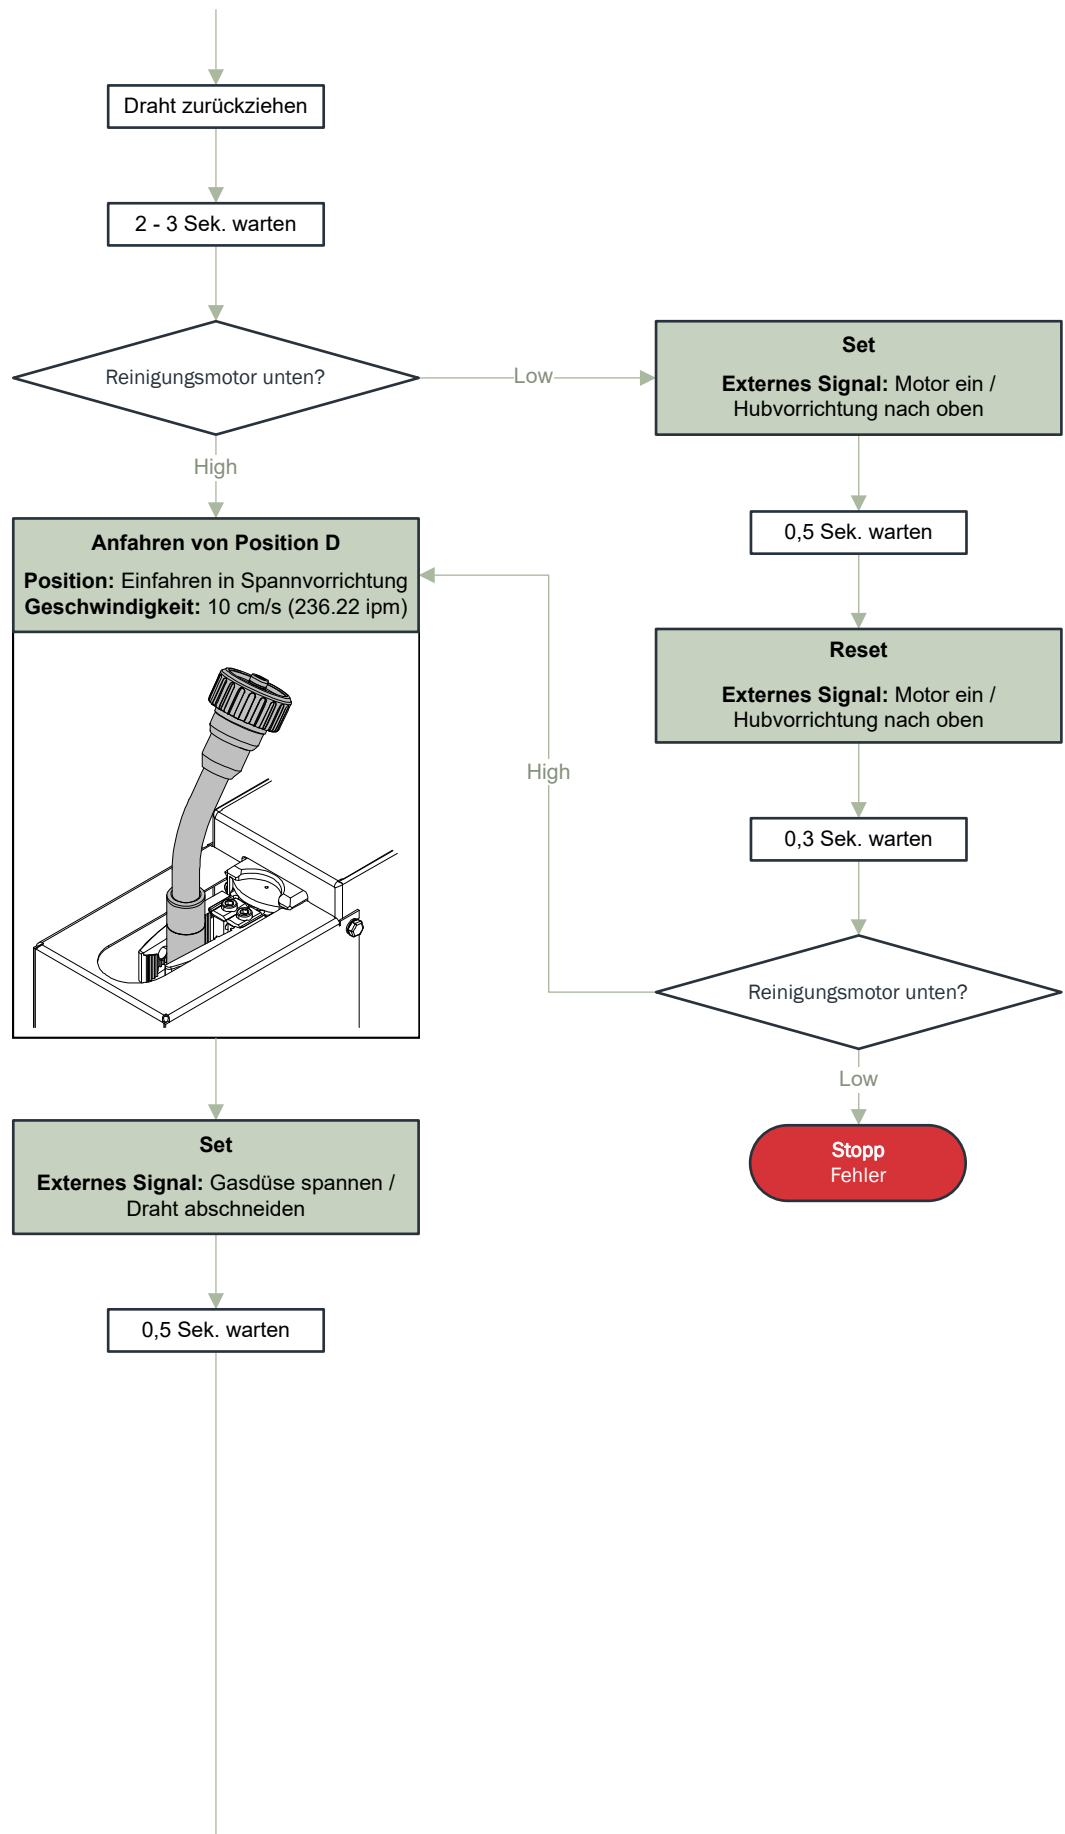 Draht zurückziehen
2 - 3 Sek. warten
Reinigungsmotor unten?
Low
High
Set
Externes Signal: Motor ein /
Hubvorrichtung nach oben
0,5 Sek. warten
Anfahren von Position D
Position: Einfahren in Spannvorrichtung
Geschwindigkeit: 10 cm/s (236.22 ipm)
Reset
Externes Signal: Motor ein /
Hubvorrichtung nach oben
High
0,3 Sek. warten
Reinigungsmotor unten?
Low
Stopp
Fehler
Set
Externes Signal: Gasdüse spannen /
Draht abschneiden
0,5 Sek. warten